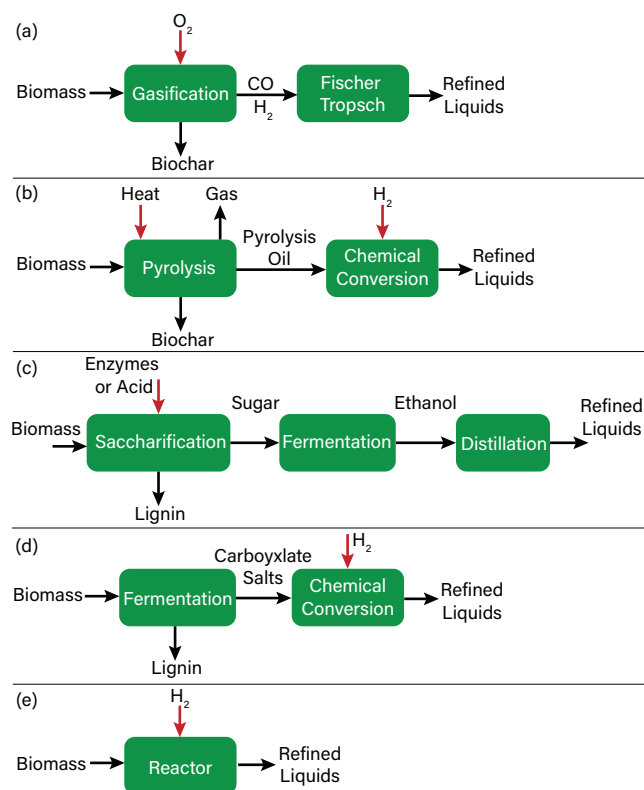 (a)
O2
Biomass
Gasification
CO
H2
Fischer
Tropsch
Refined
Liquids
Biochar
(b)
Heat
Gas
H2
Biomass
Pyrolysis
Pyrolysis
Oil
Chemical
Conversion
Refined
Liquids
Biochar
(c)
Enzymes
or Acid
Biomass
Saccharification
Sugar
Fermentation
Ethanol
Distillation
Refined
Liquids
Lignin
(d)
H2
Biomass
Fermentation
Carboyxlate
Salts
Chemical
Conversion
Refined
Liquids
Lignin
(e)
H2
Biomass
Reactor
Refined
Liquids